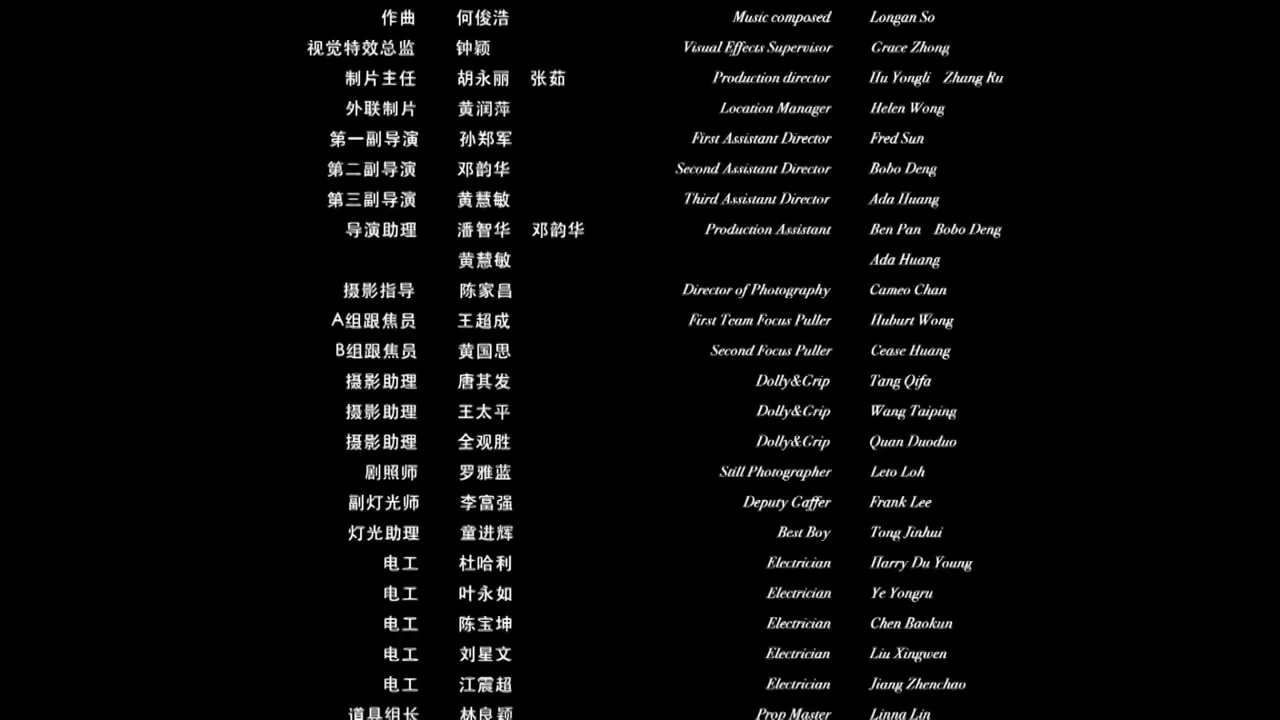 作曲 何俊浩 Music composed Longan So
视觉特效总监 钟颖 Visual Effects Supervisor Grace Zhong
制片主任 胡永丽 张茹 Production director Hu Yongli Zhang Ru
外联制片 黄润萍 Location Manager Helen Wong
第一副导演 孙郑军 First Assistant Director Fred Sun
第二副导演 邓韵华 Second Assistant Director Bobo Deng
第三副导演 黄慧敏 Third Assistant Director Ada Huang
导演助理 潘智华 邓韵华 Production Assistant Ben Pan Bobo Deng
黄慧敏 Ada Huang
摄影指导 陈家昌 Director of Photography Cameo Chan
A组跟焦员 王超成 First Team Focus Puller Huburt Wong
B组跟焦员 黄国思 Second Focus Puller Cease Huang
摄影助理 唐其发 Dolly&Grip Tang Qifa
摄影助理 王太平 Dolly&Grip Wang Taiping
摄影助理 全观胜 Dolly&Grip Quan Duoduo
剧照师 罗雅蓝 Still Photographer Leto Loh
副灯光师 李富强 Deputy Gaffer Frank Lee
灯光助理 童进辉 Best Boy Tong Jinhui
电工 杜哈利 Electrician Harry Du Young
电工 叶永如 Electrician Ye Yongru
电工 陈宝坤 Electrician Chen Baokun
电工 刘星文 Electrician Liu Xingwen
电工 江震超 Electrician Jiang Zhenchao
道具组长 林良颖 Prop Master Linna Lin